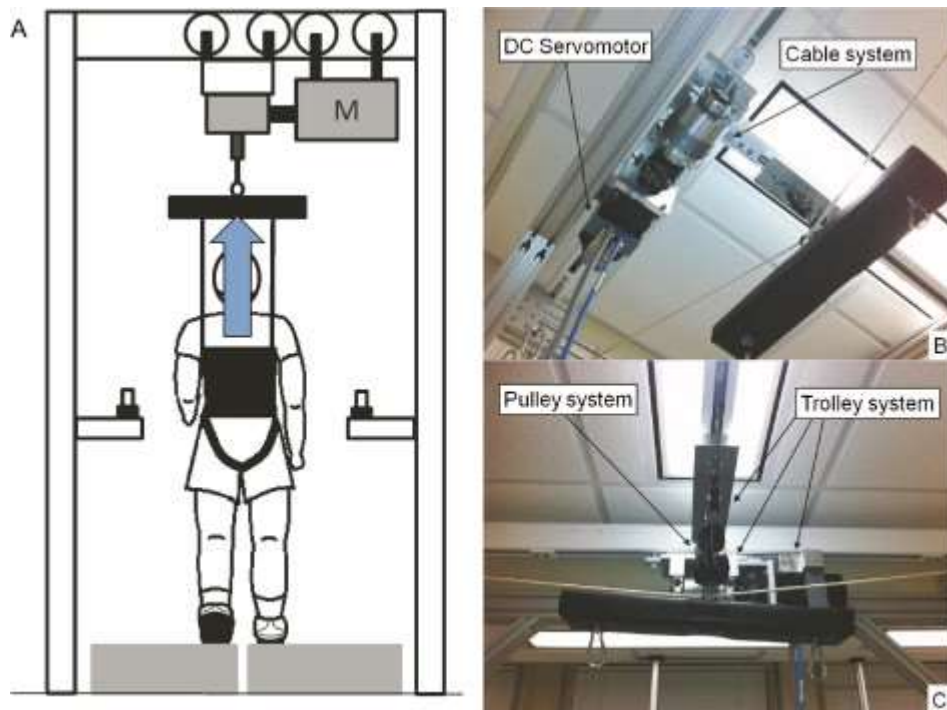 A
M
DC Servomotor
Cable system
B
Pulley system
Trolley system
C